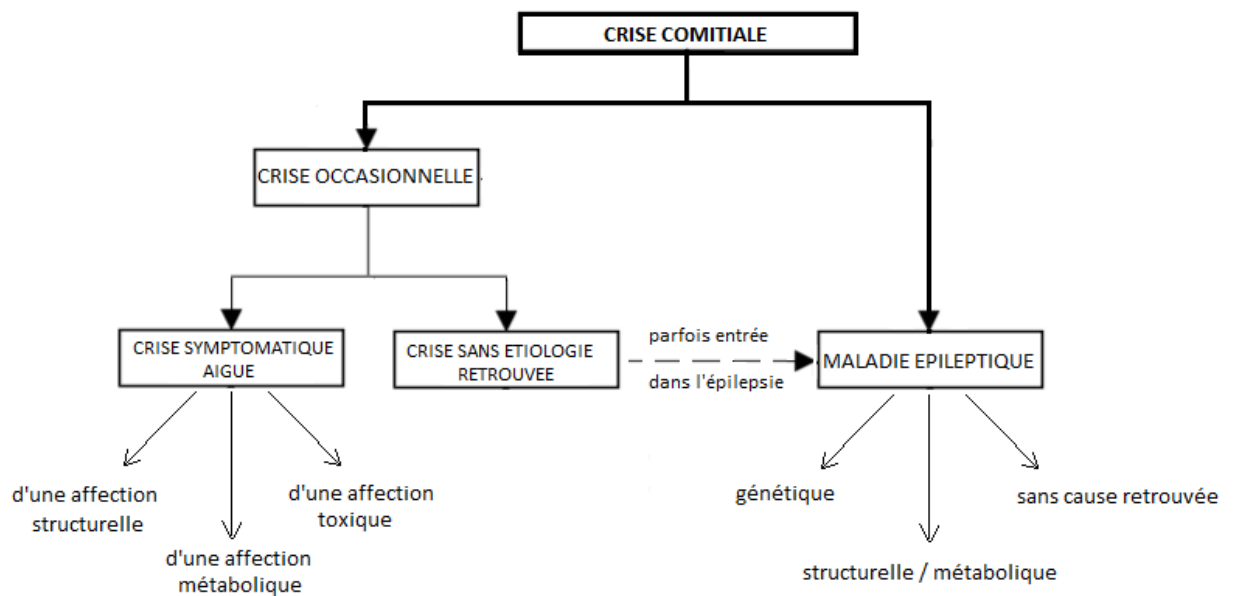 CRISE COMITIALE
CRISE OCCASIONNELLE
CRISE SYMPTOMATIQUE
AIGUE
CRISE SANS ETIOLOGIE
RETROUVEE
parfois entrée
dans l'épilepsie
MALADIE EPILEPTIQUE
d'une affection
structurelle
d'une affection
métabolique
d'une affection
toxique
génétique
structurelle / métabolique
sans cause retrouvée